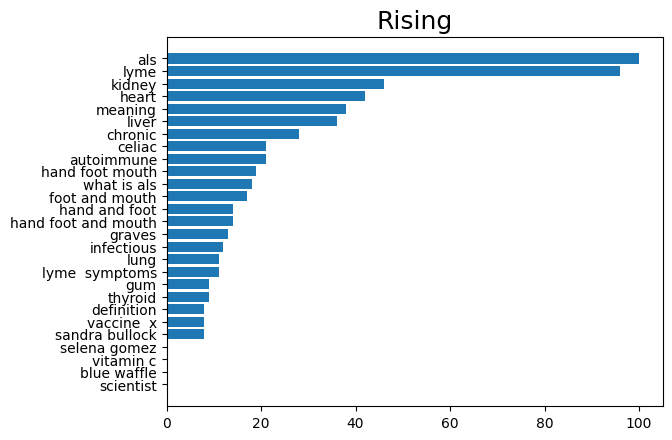 Rising
als
lyme
kidney
heart
meaning
liver
chronic
celiac
autoimmune
hand foot mouth
what is als
foot and mouth
hand and foot
hand foot and mouth
graves
infectious
lung
lyme  symptoms
gum
thyroid
definition
vaccine  x
sandra bullock
selena gomez
vitamin c
blue waffle
scientist
0 20 40 60 80 100